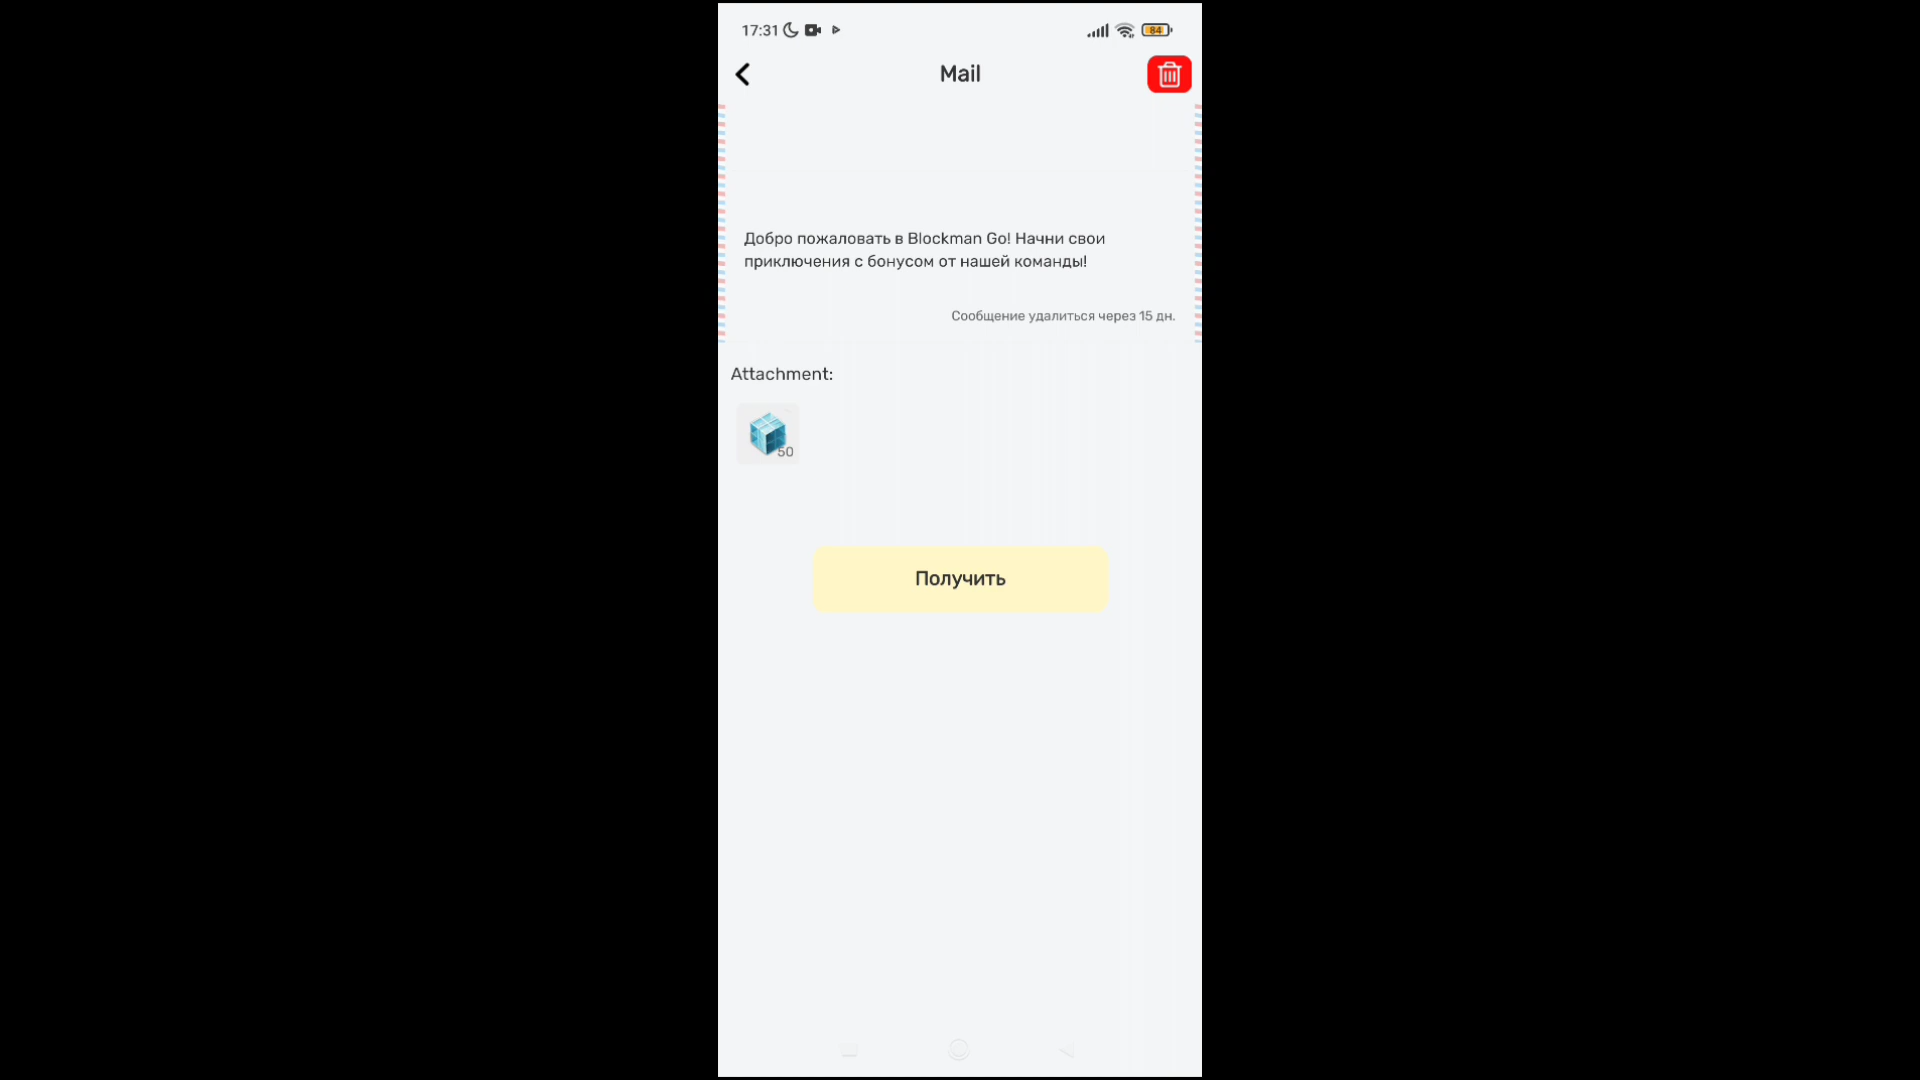 17:31
84
Mail
Добро пожаловать в Blockman Go! Начни свои
приключения с бонусом от нашей команды!
Сообщение удалиться через 15 дн.
Attachment:
50
Получить